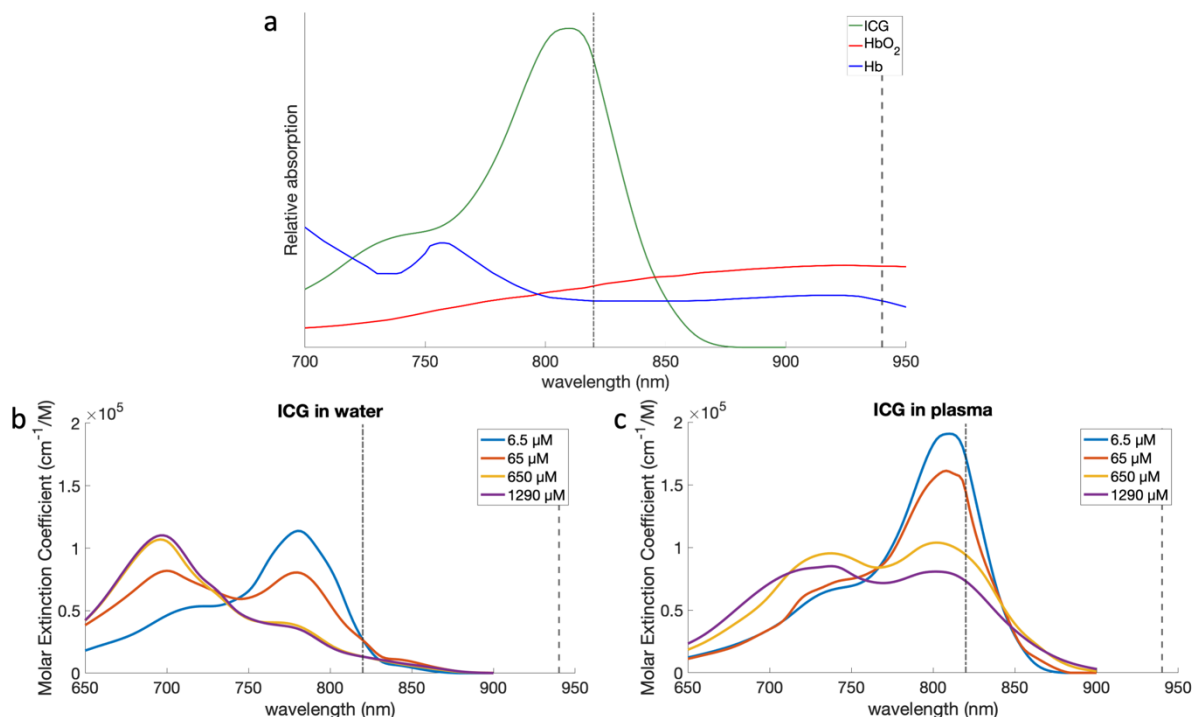 a
ICG
HbO2
Hb
Relative absorption
700 750 800 850 900 950
wavelength (nm)
b
×10^5
ICG in water
6.5 µM
65 µM
650 µM
1290 µM
Molar Extinction Coefficient (cm-1/M)
2
1.5
1
0.5
0
650 700 750 800 850 900 950
wavelength (nm)
c
×10^5
ICG in plasma
6.5 µM
65 µM
650 µM
1290 µM
Molar Extinction Coefficient (cm-1/M)
2
1.5
1
0.5
0
650 700 750 800 850 900 950
wavelength (nm)